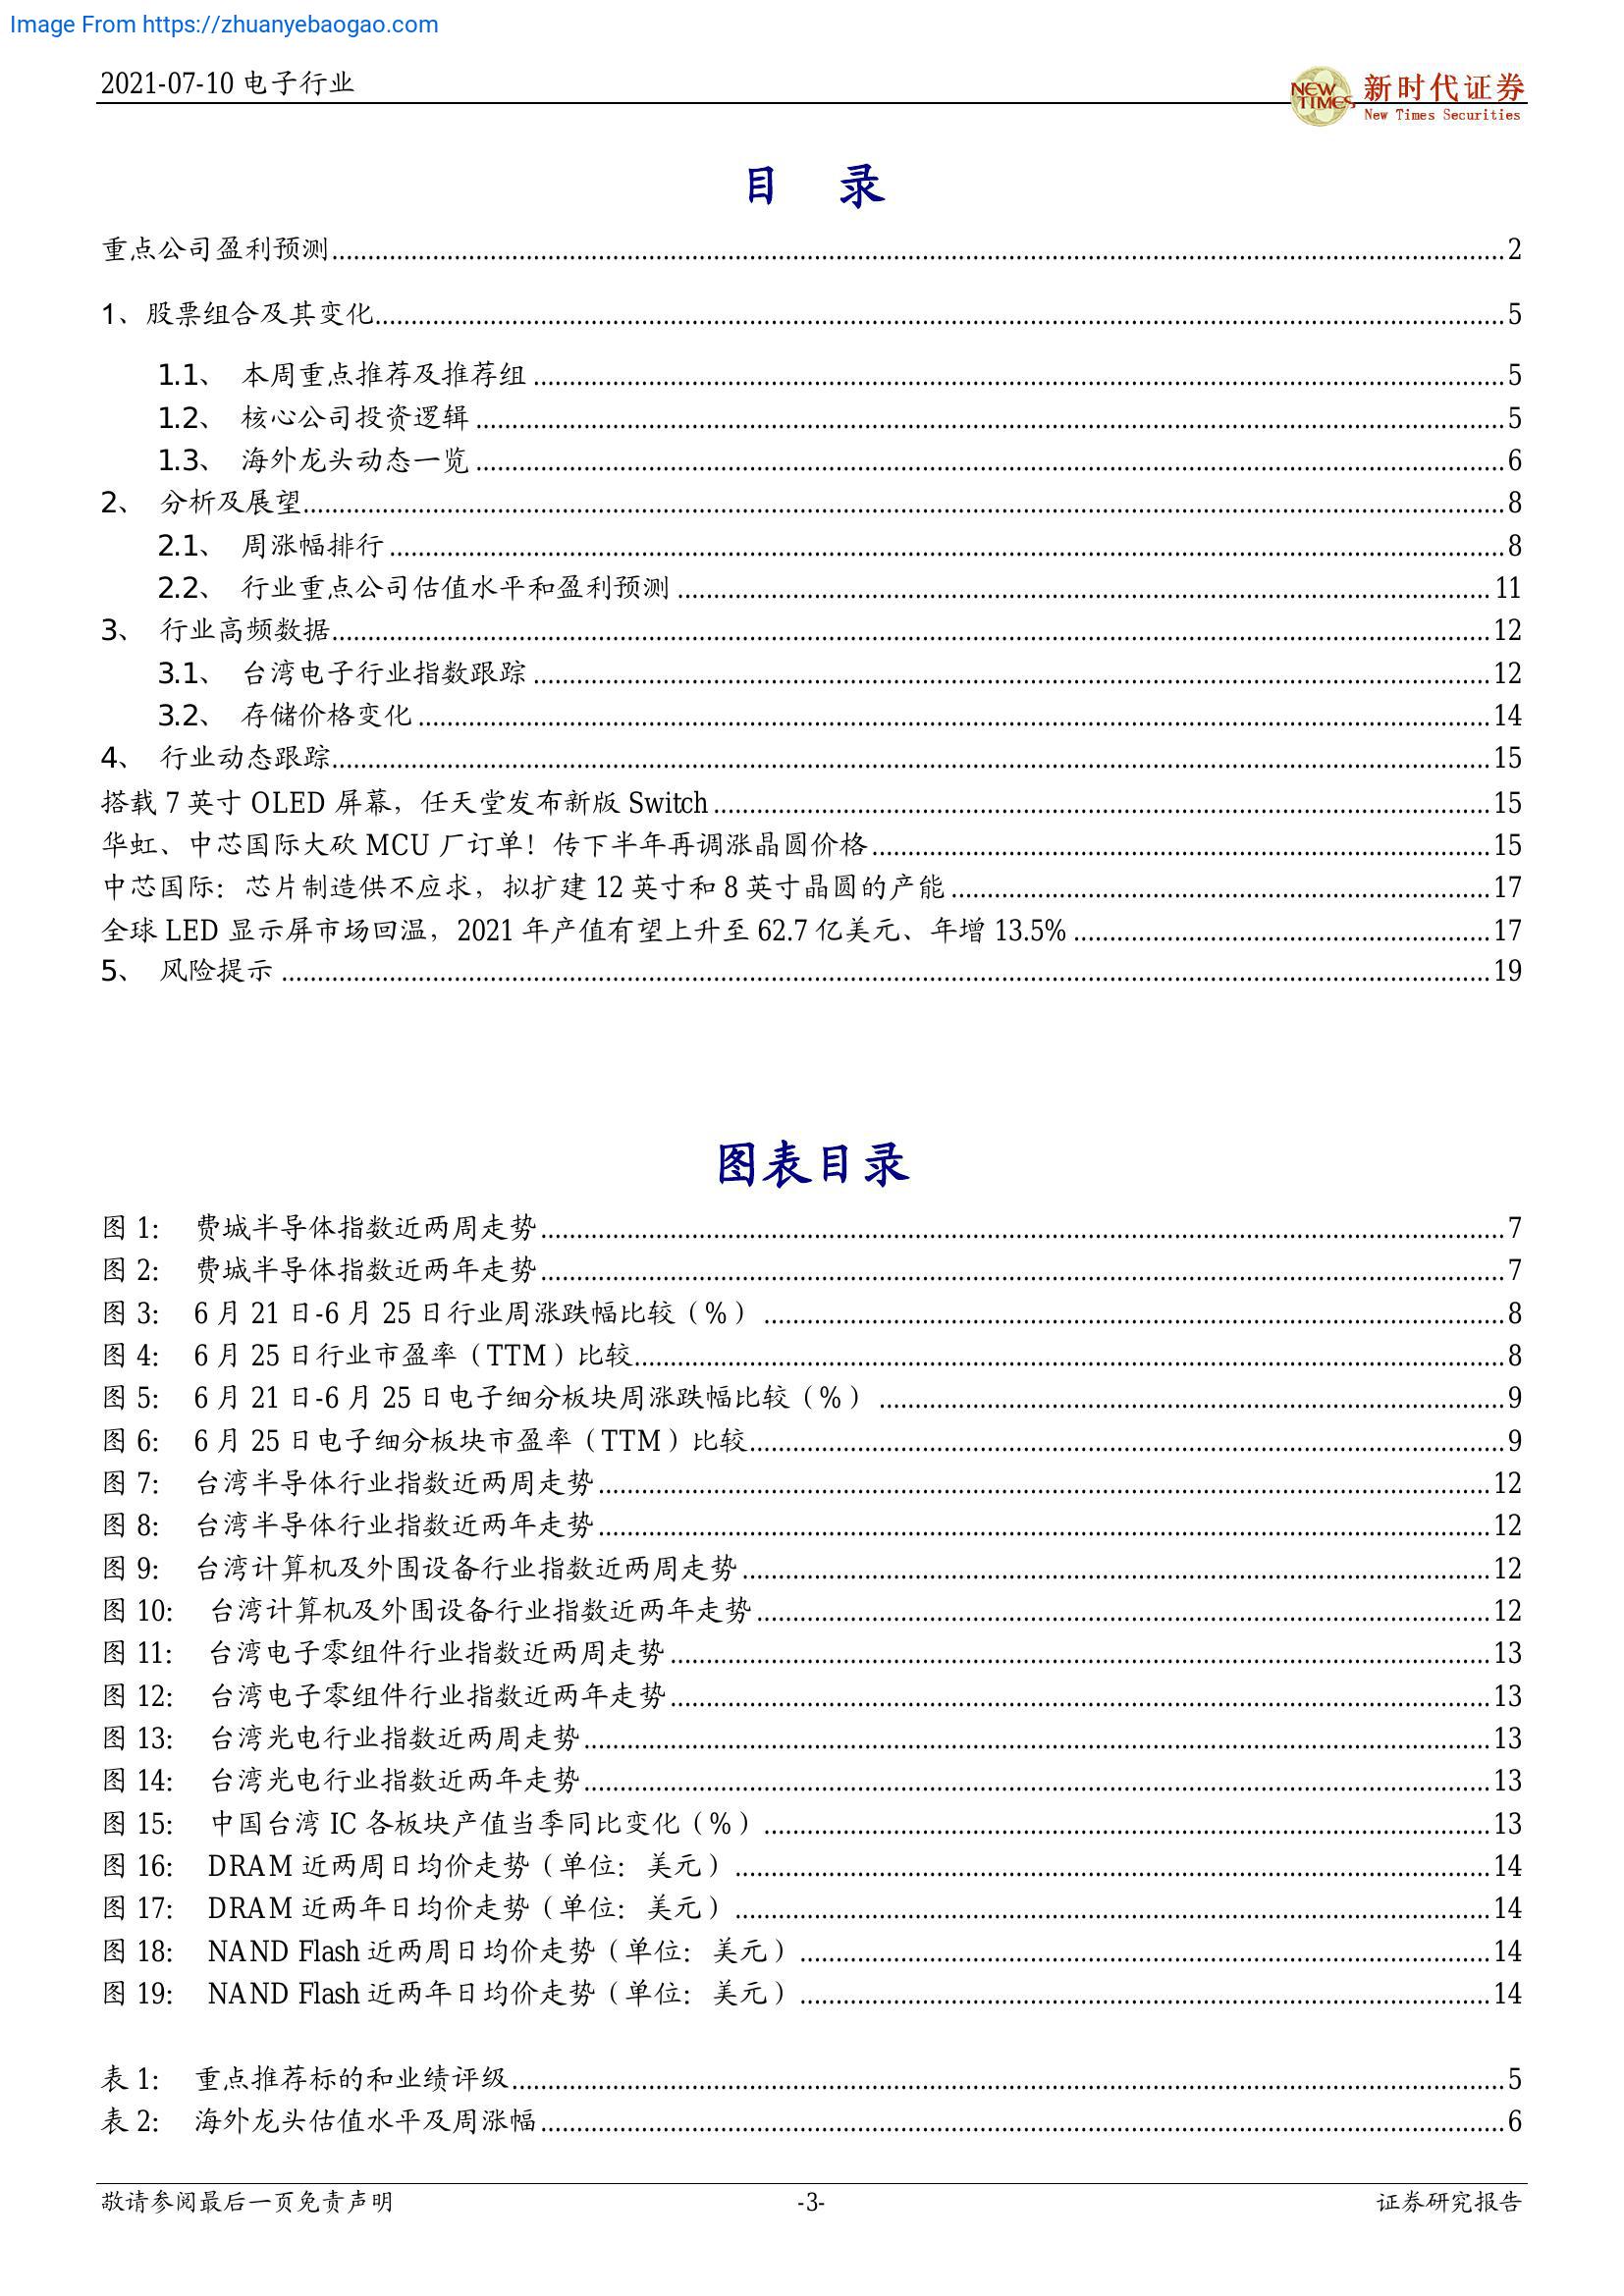 Image From https://zhuanyebaogao.com
2021-07-10 电子行业
NEW TIMES 新时代证券
New Times Securities
目 录
重点公司盈利预测 2
1、股票组合及其变化 5
1.1、 本周重点推荐及推荐组 5
1.2、 核心公司投资逻辑 5
1.3、 海外龙头动态一览 6
2、 分析及展望 8
2.1、 周涨幅排行 8
2.2、 行业重点公司估值水平和盈利预测 11
3、 行业高频数据 12
3.1、 台湾电子行业指数跟踪 12
3.2、 存储价格变化 14
4、 行业动态跟踪 15
搭载 7 英寸 OLED 屏幕，任天堂发布新版 Switch 15
华虹、中芯国际大砍 MCU 厂订单！传下半年再调涨晶圆价格 15
中芯国际：芯片制造供不应求，拟扩建 12 英寸和 8 英寸晶圆的产能 17
全球 LED 显示屏市场回温，2021 年产值有望上升至 62.7 亿美元、年增 13.5% 17
5、 风险提示 19
图表目录
图 1: 费城半导体指数近两周走势 7
图 2: 费城半导体指数近两年走势 7
图 3: 6 月 21 日-6 月 25 日行业周涨跌幅比较（%） 8
图 4: 6 月 25 日行业市盈率（TTM）比较 8
图 5: 6 月 21 日-6 月 25 日电子细分板块周涨跌幅比较（%） 9
图 6: 6 月 25 日电子细分板块市盈率（TTM）比较 9
图 7: 台湾半导体行业指数近两周走势 12
图 8: 台湾半导体行业指数近两年走势 12
图 9: 台湾计算机及外围设备行业指数近两周走势 12
图 10: 台湾计算机及外围设备行业指数近两年走势 12
图 11: 台湾电子零组件行业指数近两周走势 13
图 12: 台湾电子零组件行业指数近两年走势 13
图 13: 台湾光电行业指数近两周走势 13
图 14: 台湾光电行业指数近两年走势 13
图 15: 中国台湾 IC 各板块产值当季同比变化（%） 13
图 16: DRAM 近两周日均价走势（单位：美元） 14
图 17: DRAM 近两年日均价走势（单位：美元） 14
图 18: NAND Flash 近两周日均价走势（单位：美元） 14
图 19: NAND Flash 近两年日均价走势（单位：美元） 14
表 1: 重点推荐标的和业绩评级 5
表 2: 海外龙头估值水平及周涨幅 6
敬请参阅最后一页免责声明 -3- 证券研究报告